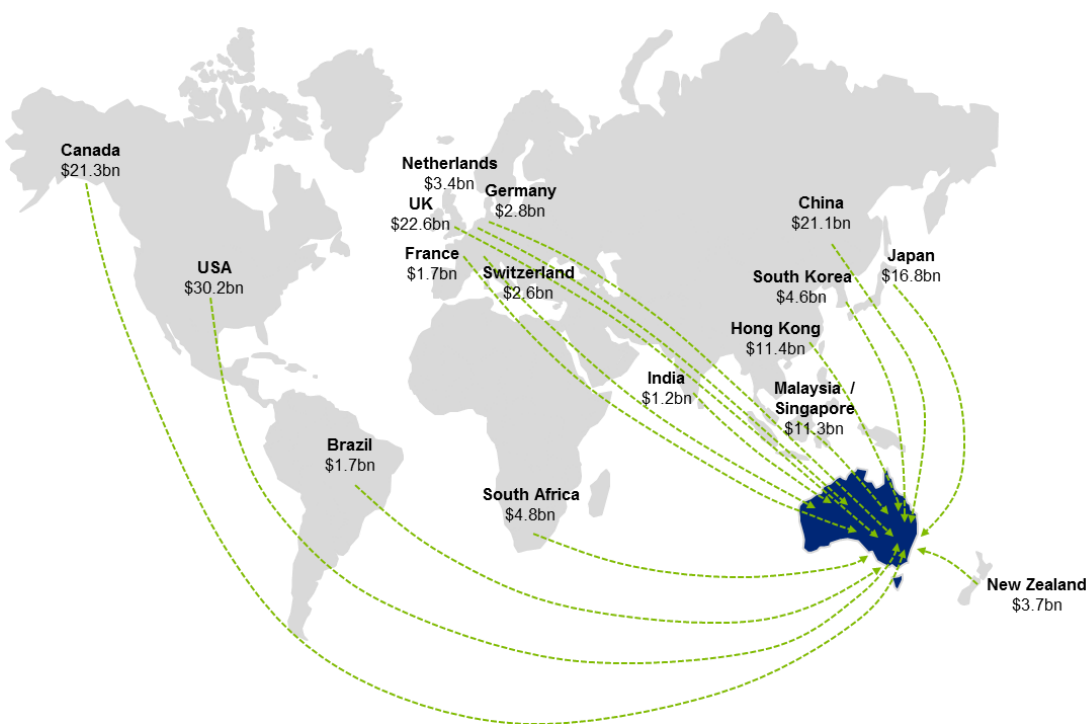 Canada
$21.3bn
USA
$30.2bn
Brazil
$1.7bn
Netherlands
$3.4bn
UK
$22.6bn
Germany
$2.8bn
France
$1.7bn
Switzerland
$2.6bn
South Africa
$4.8bn
India
$1.2bn
China
$21.1bn
Japan
$16.8bn
South Korea
$4.6bn
Hong Kong
$11.4bn
Malaysia /
Singapore
$11.3bn
New Zealand
$3.7bn